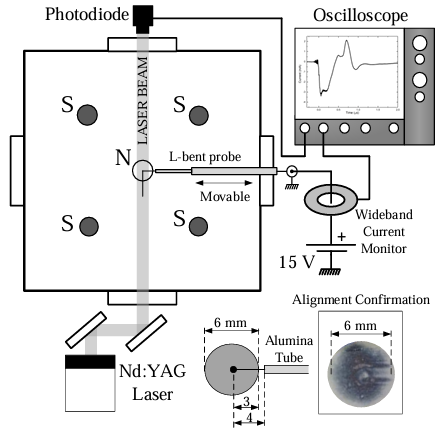 Photodiode
Oscilloscope
LASER BEAM
S
S
N
L-bent probe
Movable
S
S
Wideband
Current
Monitor
+
15 V
Nd:YAG
Laser
6 mm
Alumina
Tube
3
4
Alignment Confirmation
6 mm